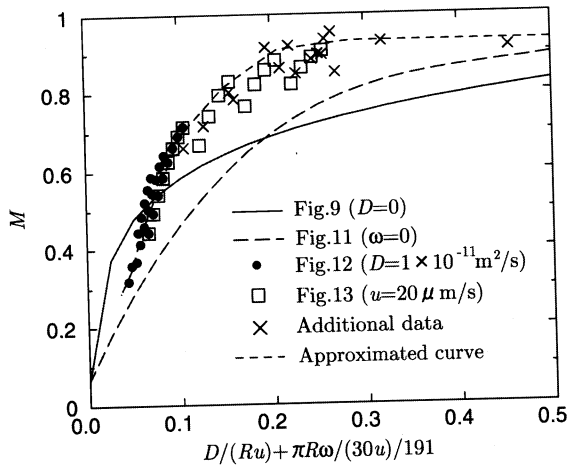 1
0.8
0.6
0.4
0.2
0
M
0.0
0.1
0.2
0.3
0.4
0.5
D/(Ru)+πRω/(30u)/191
Fig.9 (D=0)
Fig.11 (ω=0)
Fig.12 (D=1×10⁻¹¹m²/s)
Fig.13 (u=20μm/s)
Additional data
Approximated curve